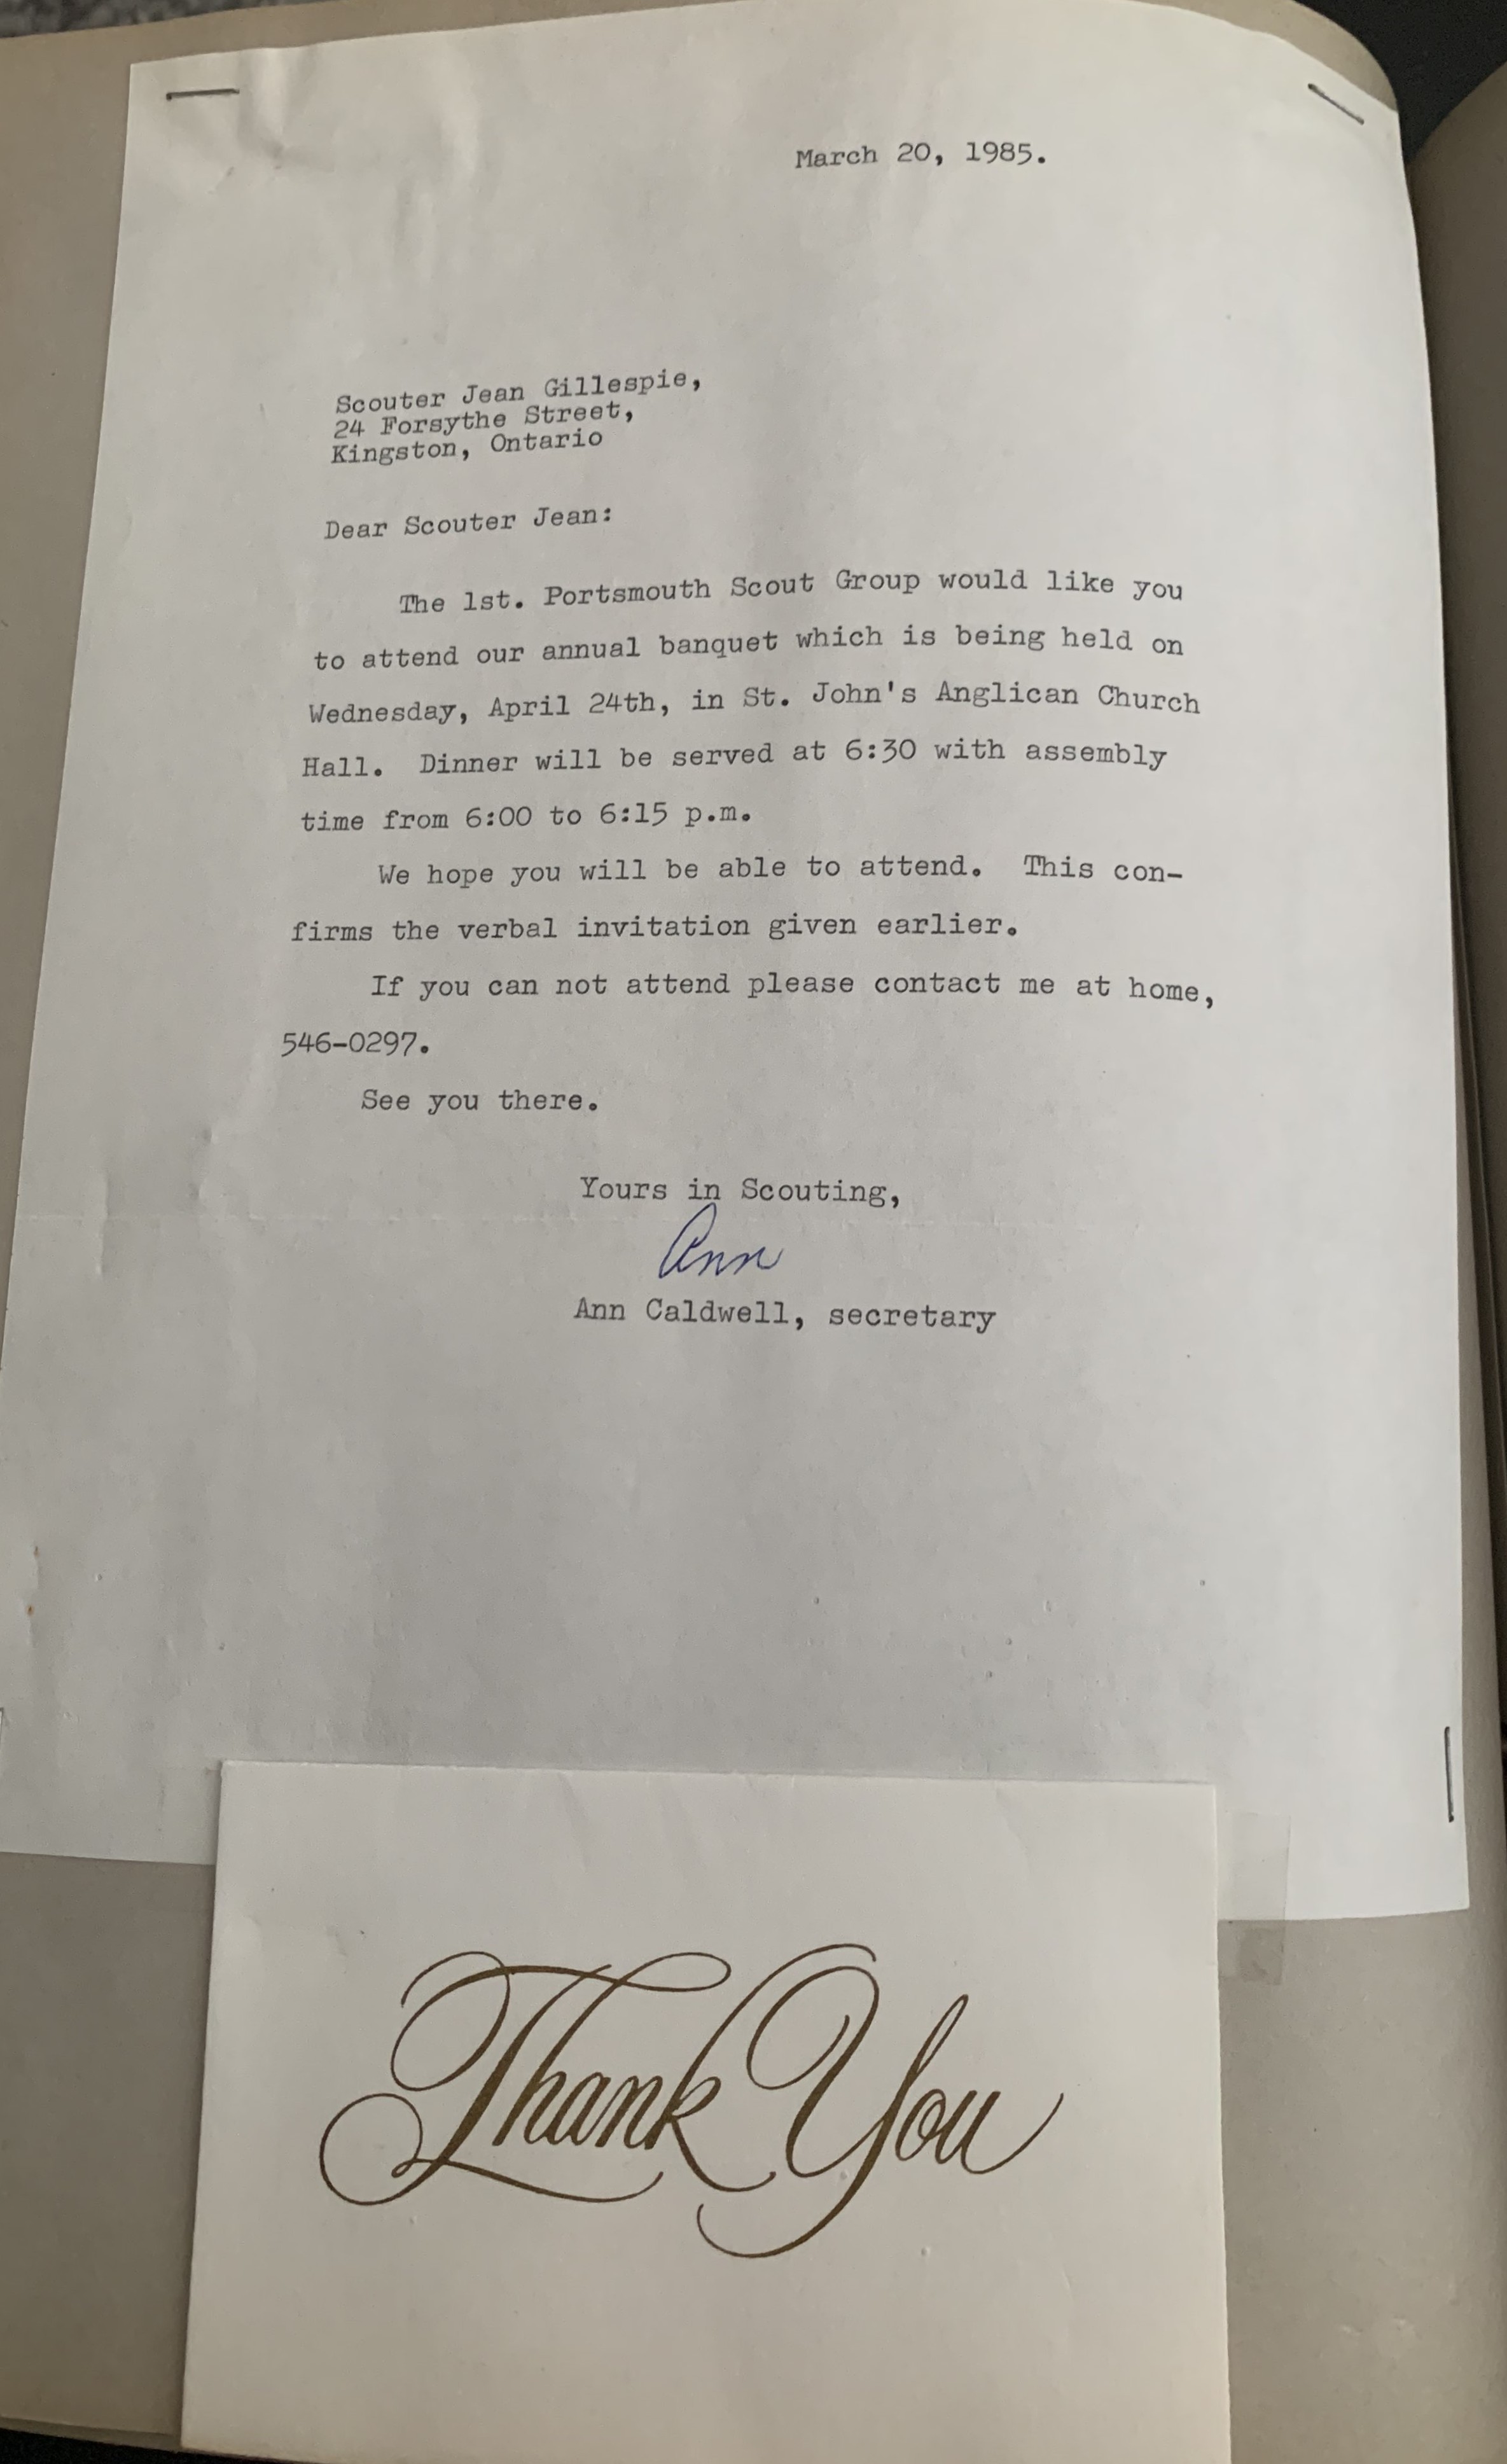 March 20, 1985.
Scouter Jean Gillespie,
24 Forsythe Street,
Kingston, Ontario
Dear Scouter Jean:
The 1st. Portsmouth Scout Group would like you
to attend our annual banquet which is being held on
Wednesday, April 24th, in St. John's Anglican Church
Hall. Dinner will be served at 6:30 with assembly
time from 6:00 to 6:15 p.m.
We hope you will be able to attend. This con-
firms the verbal invitation given earlier.
If you can not attend please contact me at home,
546-0297.
See you there.
Yours in Scouting,
Ann
Ann Caldwell, secretary
Thank You